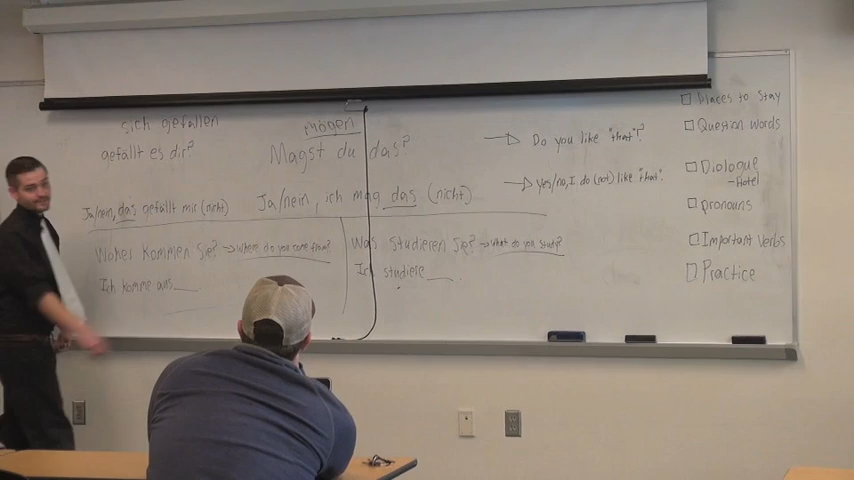 sich gefallen
gefällt es dir?
Ja/nein, das gefällt mir (nicht)
mögen
Magst du das?
Ja/nein, ich mag das (nicht)
Do you like "that"?
yes/no, I do (not) like "that".
Woher kommen Sie? → where do you come from?
Ich komme aus
Was studieren Sie? → what do you study?
Ich studiere
Places to Stay
Question words
Dialogue
-Hotel
pronouns
Important Verbs
Practice